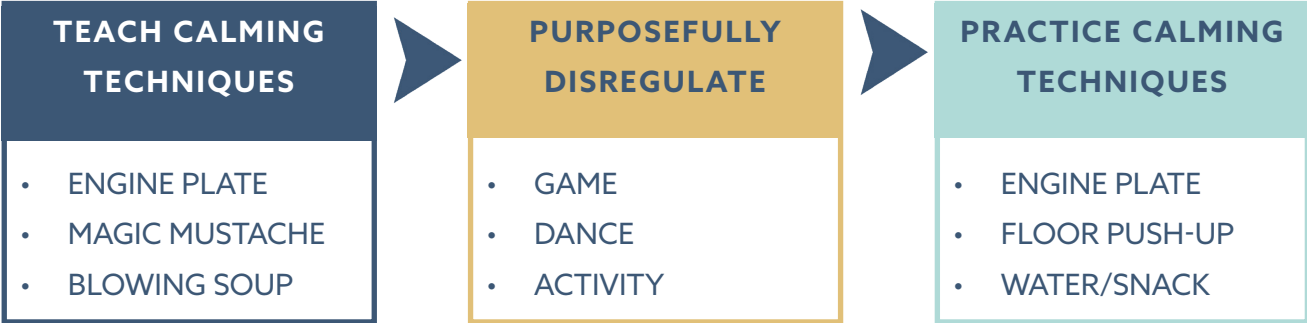 TEACH CALMING
TECHNIQUES
• ENGINE PLATE
• MAGIC MUSTACHE
• BLOWING SOUP
PURPOSEFULLY
DISREGULATE
• GAME
• DANCE
• ACTIVITY
PRACTICE CALMING
TECHNIQUES
• ENGINE PLATE
• FLOOR PUSH-UP
• WATER/SNACK